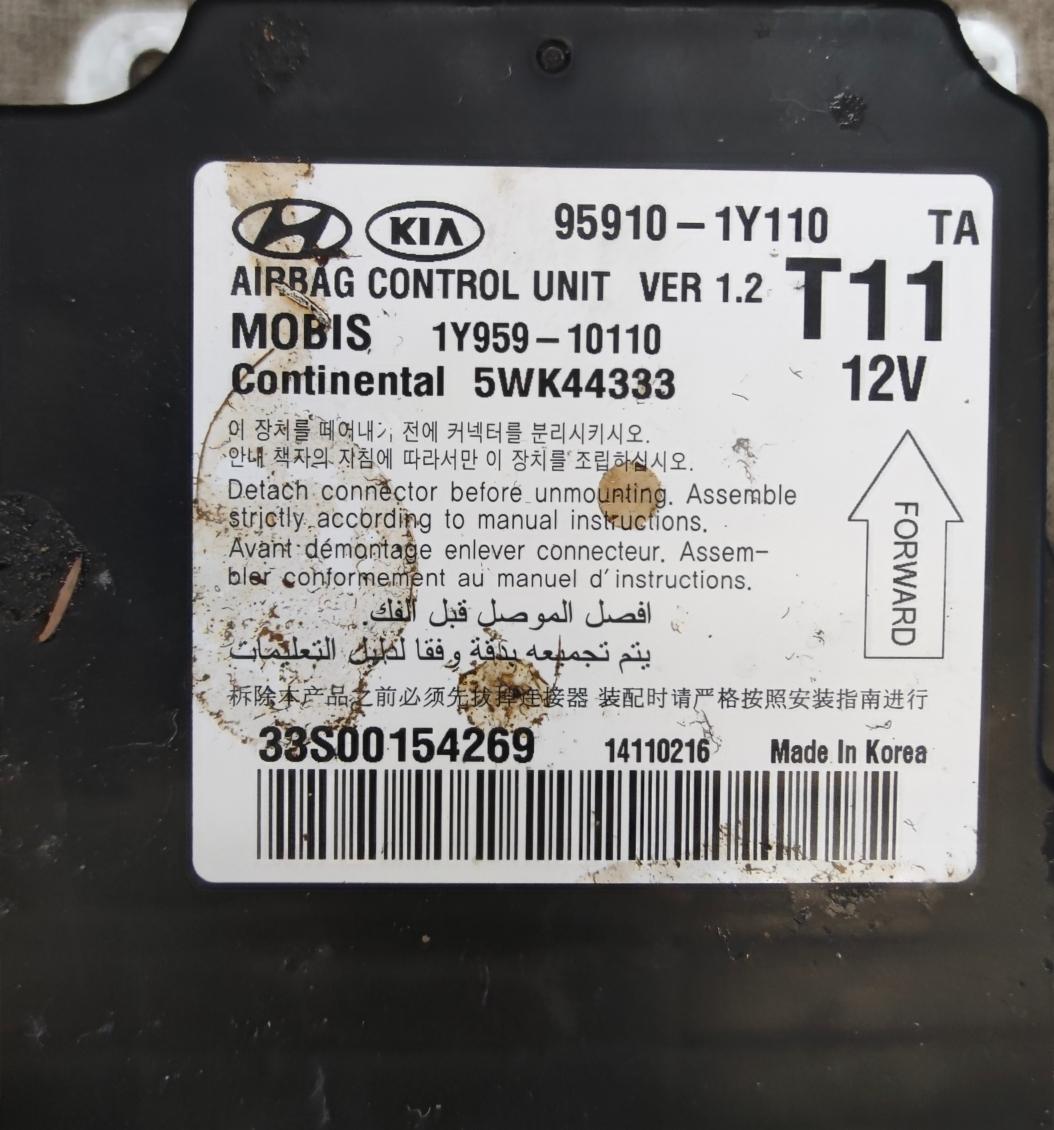 KIA 95910-1Y110 TA
AIRBAG CONTROL UNIT VER 1.2 T11
MOBIS 1Y959-10110
Continental 5WK44333 12V
이 장처를 떼어내기 전에 커넥터를 분리시키시오.
안내 책자의 지침에 따라서만 이 장처를 조립하십시오.
Detach connector before unmounting. Assemble
strictly according to manual instructions.
Avant démontage enlever connecteur. Assem-
bler conformement au manuel d'instructions.
FORWARD
افصل الموصل قبل الفك
يتم تجميعه بدقة وفقا لدليل التعليمات
拆除本产品之前必须先拔掉连接器 装配时请严格按照安装指南进行
33S00154269 14110216 Made In Korea